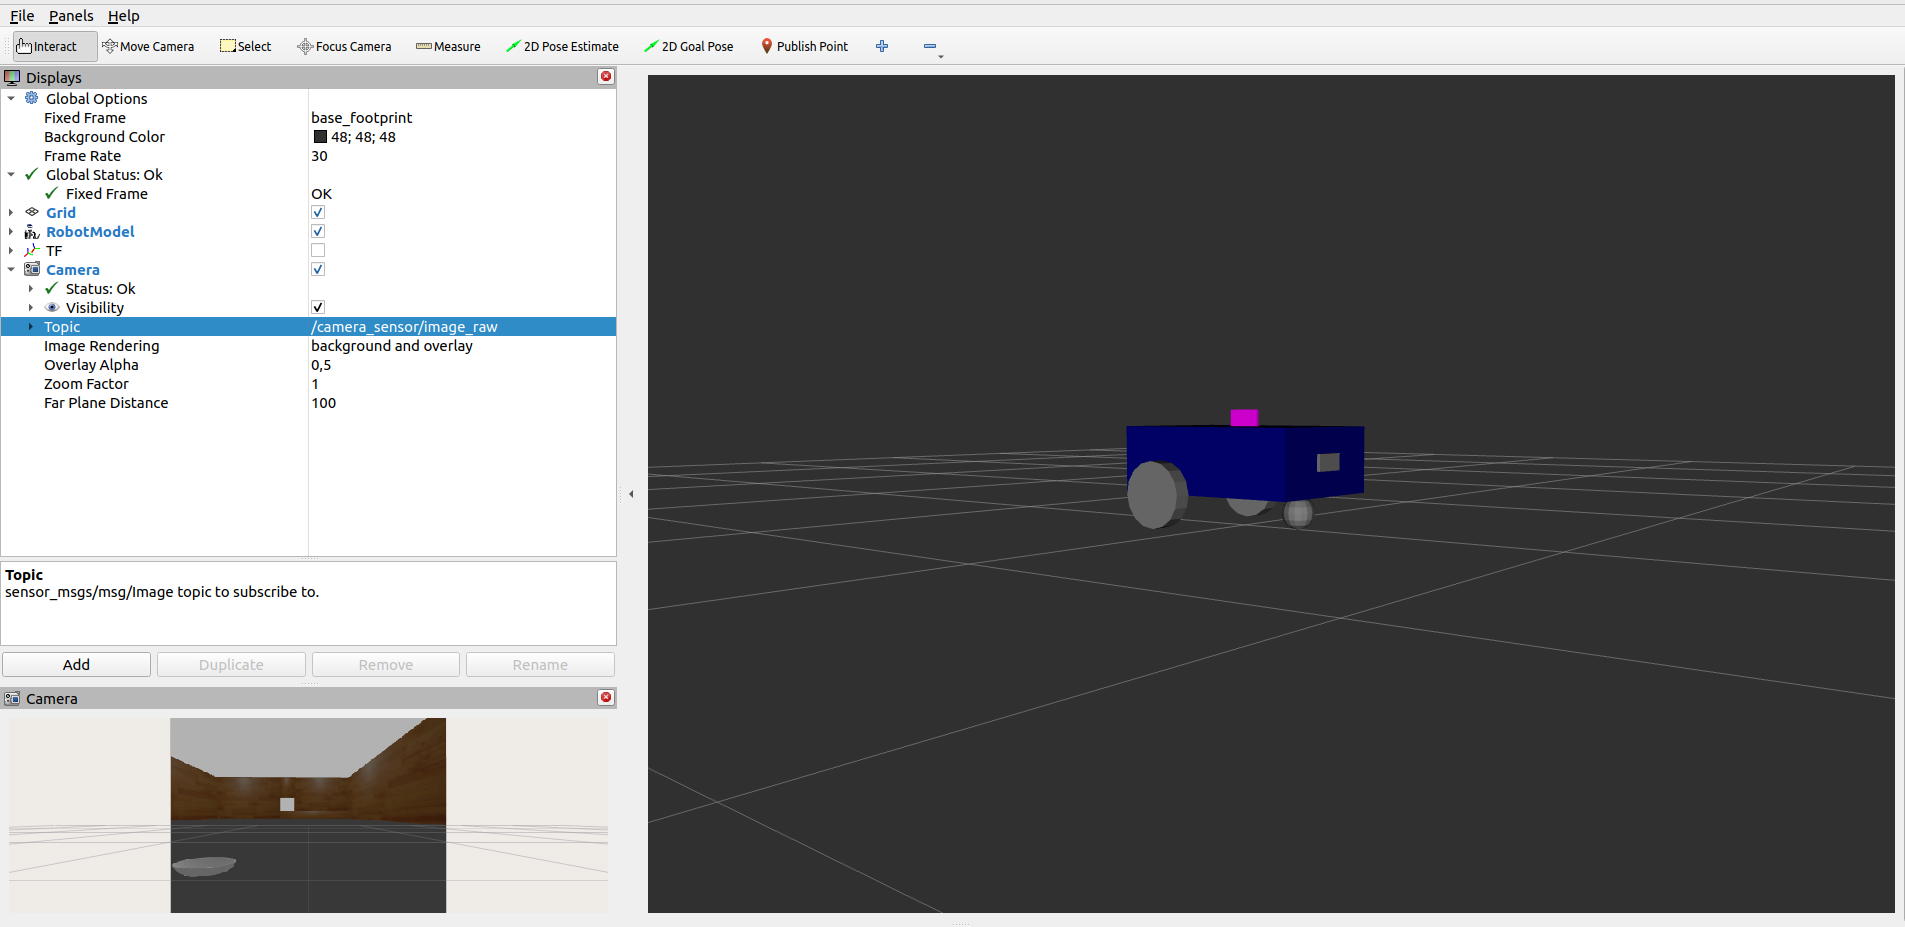 File Panels Help
Interact Move Camera Select Focus Camera Measure 2D Pose Estimate 2D Goal Pose Publish Point
Displays
Global Options
Fixed Frame base_footprint
Background Color 48; 48; 48
Frame Rate 30
Global Status: Ok
Fixed Frame OK
Grid
RobotModel
TF
Camera
Status: Ok
Visibility
Topic /camera_sensor/image_raw
Image Rendering background and overlay
Overlay Alpha 0,5
Zoom Factor 1
Far Plane Distance 100
Topic
sensor_msgs/msg/Image topic to subscribe to.
Add Duplicate Remove Rename
Camera